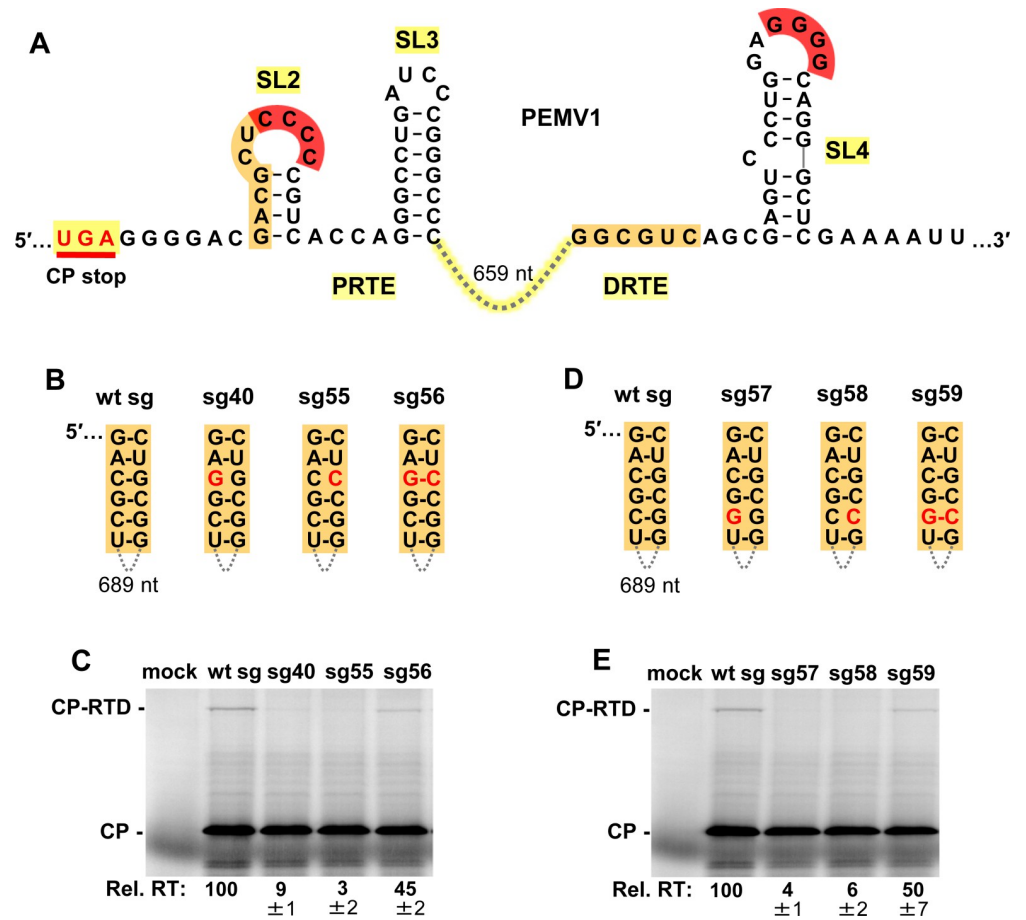 A
SL2
U C C C C
C
G-C
C-G
A-U
SL3
A U C C
G-C
U-G
C-G
C-G
G-C
G-C
PEMV1
G A G G G G
G-C
U-A
C-G
C-G
C
U G
G-C
A-U
SL4
5′... U G A G G G G A C G C A C C A G C G G C G U C A G C G C G A A A A U U ...3′
CP stop
PRTE
659 nt
DRTE
B
wt sg sg40 sg55 sg56
5′...
G-C G-C G-C G-C
A-U A-U A-U A-U
C-G G G C C G-C
G-C G-C G-C G-C
C-G C-G C-G C-G
U-G U-G U-G U-G
689 nt
D
wt sg sg57 sg58 sg59
5′...
G-C G-C G-C G-C
A-U A-U A-U A-U
C-G C-G C-G C-G
G-C G-C G-C G-C
C-G G G C C G-C
U-G U-G U-G U-G
689 nt
C
mock wt sg sg40 sg55 sg56
CP-RTD -
CP -
Rel. RT: 100 9 3 45
±1 ±2 ±2
E
mock wt sg sg57 sg58 sg59
CP-RTD -
CP -
Rel. RT: 100 4 6 50
±1 ±2 ±7